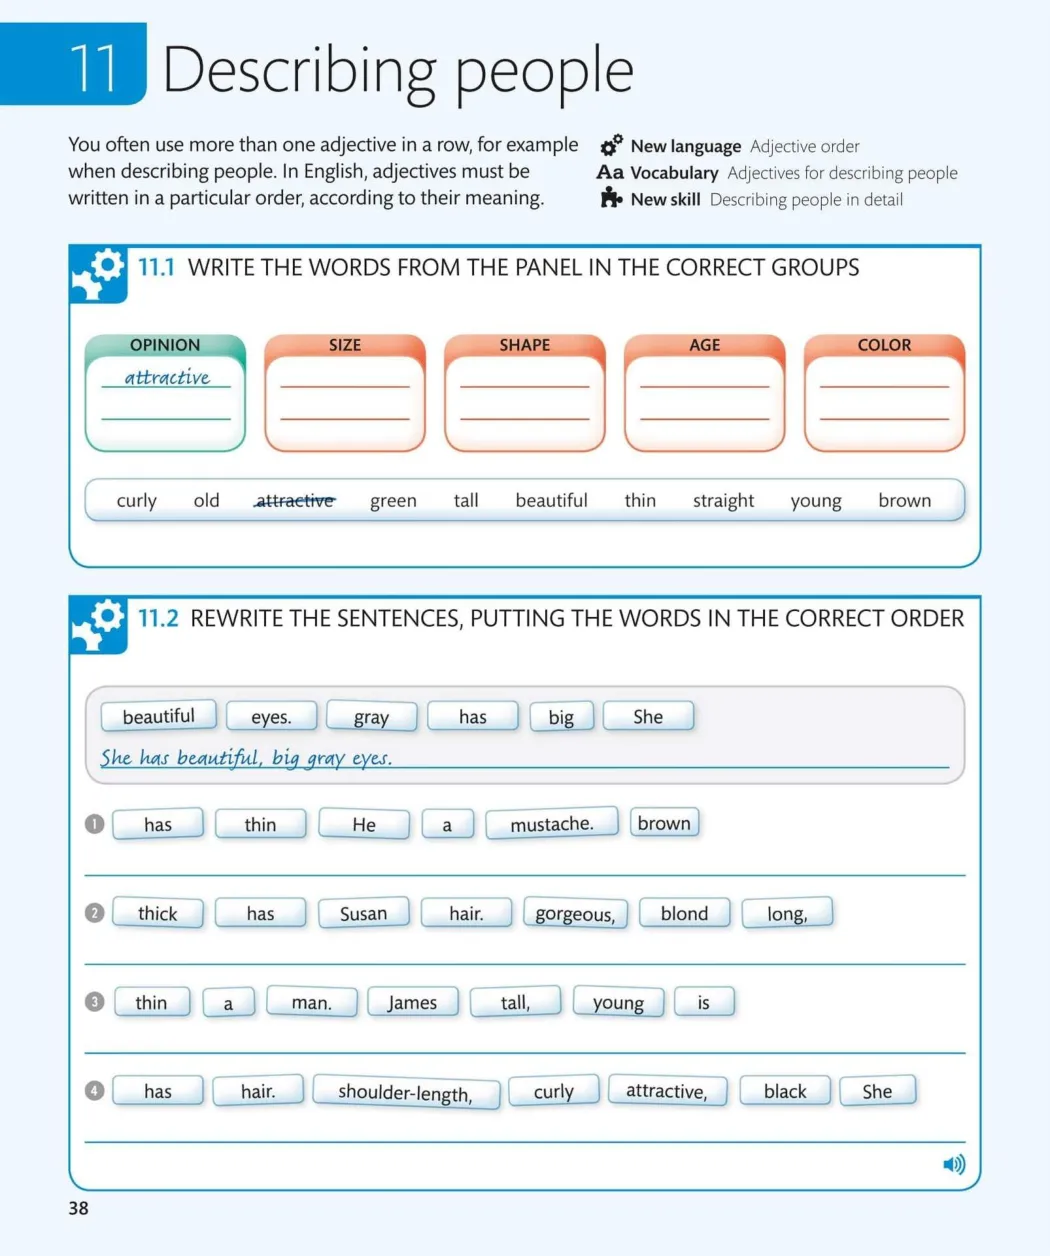 11 Describing people
You often use more than one adjective in a row, for example
when describing people. In English, adjectives must be
written in a particular order, according to their meaning.
New language Adjective order
Aa Vocabulary Adjectives for describing people
New skill Describing people in detail
11.1 WRITE THE WORDS FROM THE PANEL IN THE CORRECT GROUPS
OPINION SIZE SHAPE AGE COLOR
attractive
curly old attractive green tall beautiful thin straight young brown
11.2 REWRITE THE SENTENCES, PUTTING THE WORDS IN THE CORRECT ORDER
beautiful eyes. gray has big She
She has beautiful, big gray eyes.
1 has thin He a mustache. brown
2 thick has Susan hair. gorgeous, blond long,
3 thin a man. James tall, young is
4 has hair. shoulder-length, curly attractive, black She
38